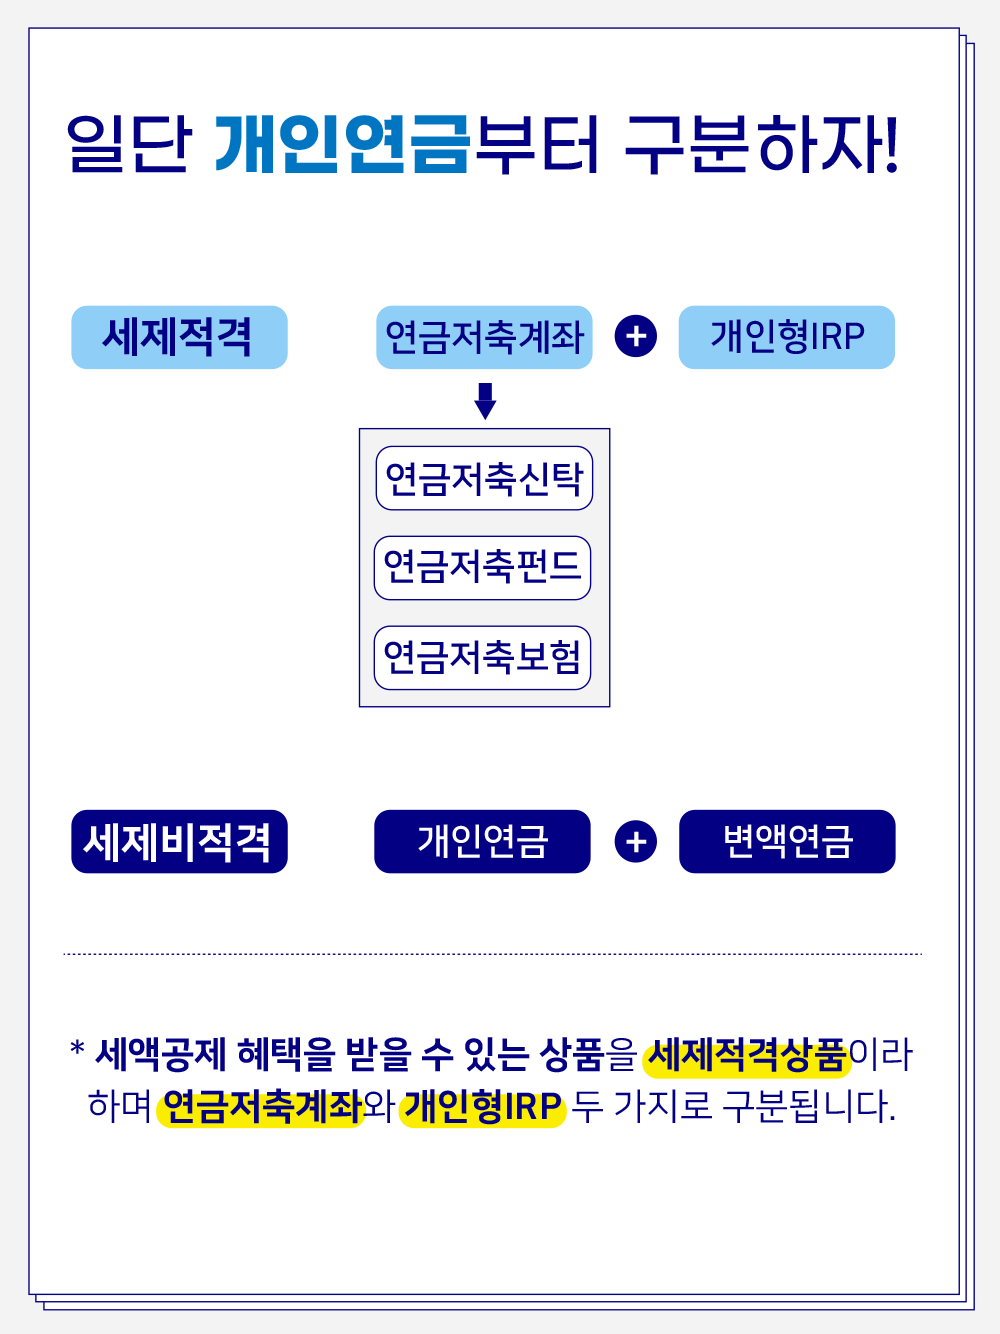 일단 개인연금부터 구분하자!
세제적격 연금저축계좌 + 개인형IRP
연금저축신탁
연금저축펀드
연금저축보험
세제비적격 개인연금 + 변액연금
* 세액공제 혜택을 받을 수 있는 상품을 세제적격상품이라
하며 연금저축계좌와 개인형IRP 두 가지로 구분됩니다.